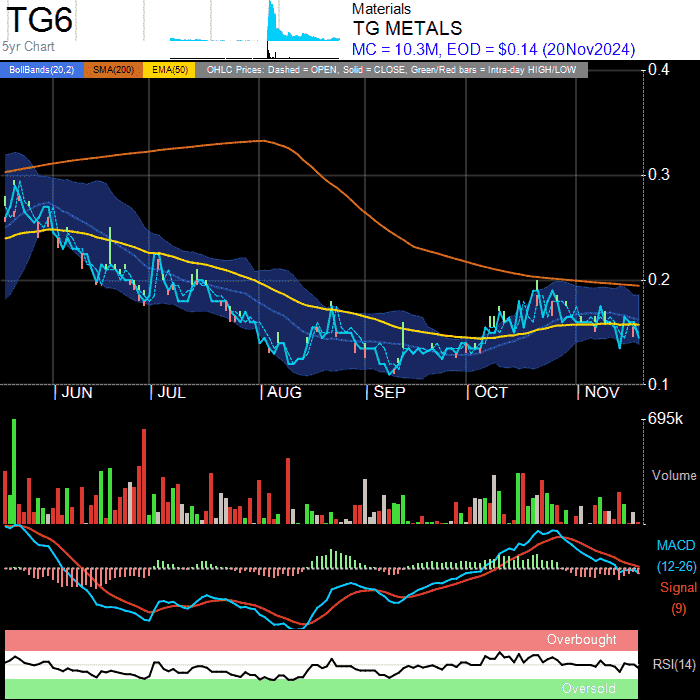 TG6
5yr Chart
Materials
TG METALS
MC = 10.3M, EOD = $0.14 (20Nov2024)
BollBands(20,2) SMA(200) EMA(50) OHLC Prices: Dashed = OPEN, Solid = CLOSE, Green/Red bars = Intra-day HIGH/LOW
0.4
0.3
0.2
0.1
| JUN | JUL | AUG | SEP | OCT | NOV
695k
Volume
MACD
(12-26)
Signal
(9)
Overbought
RSI(14)
Oversold